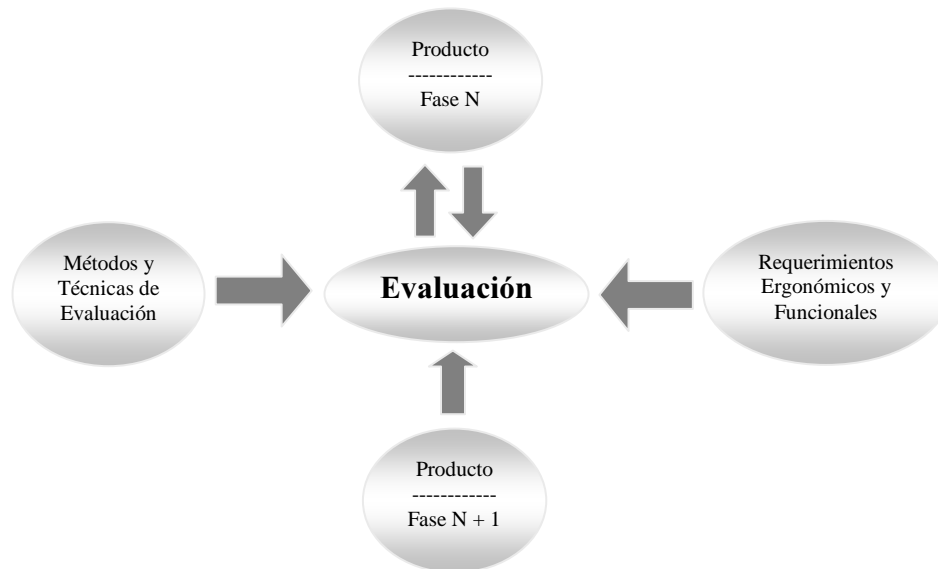 Producto
------------
Fase N
Métodos y
Técnicas de
Evaluación
Evaluación
Requerimientos
Ergonómicos y
Funcionales
Producto
------------
Fase N + 1